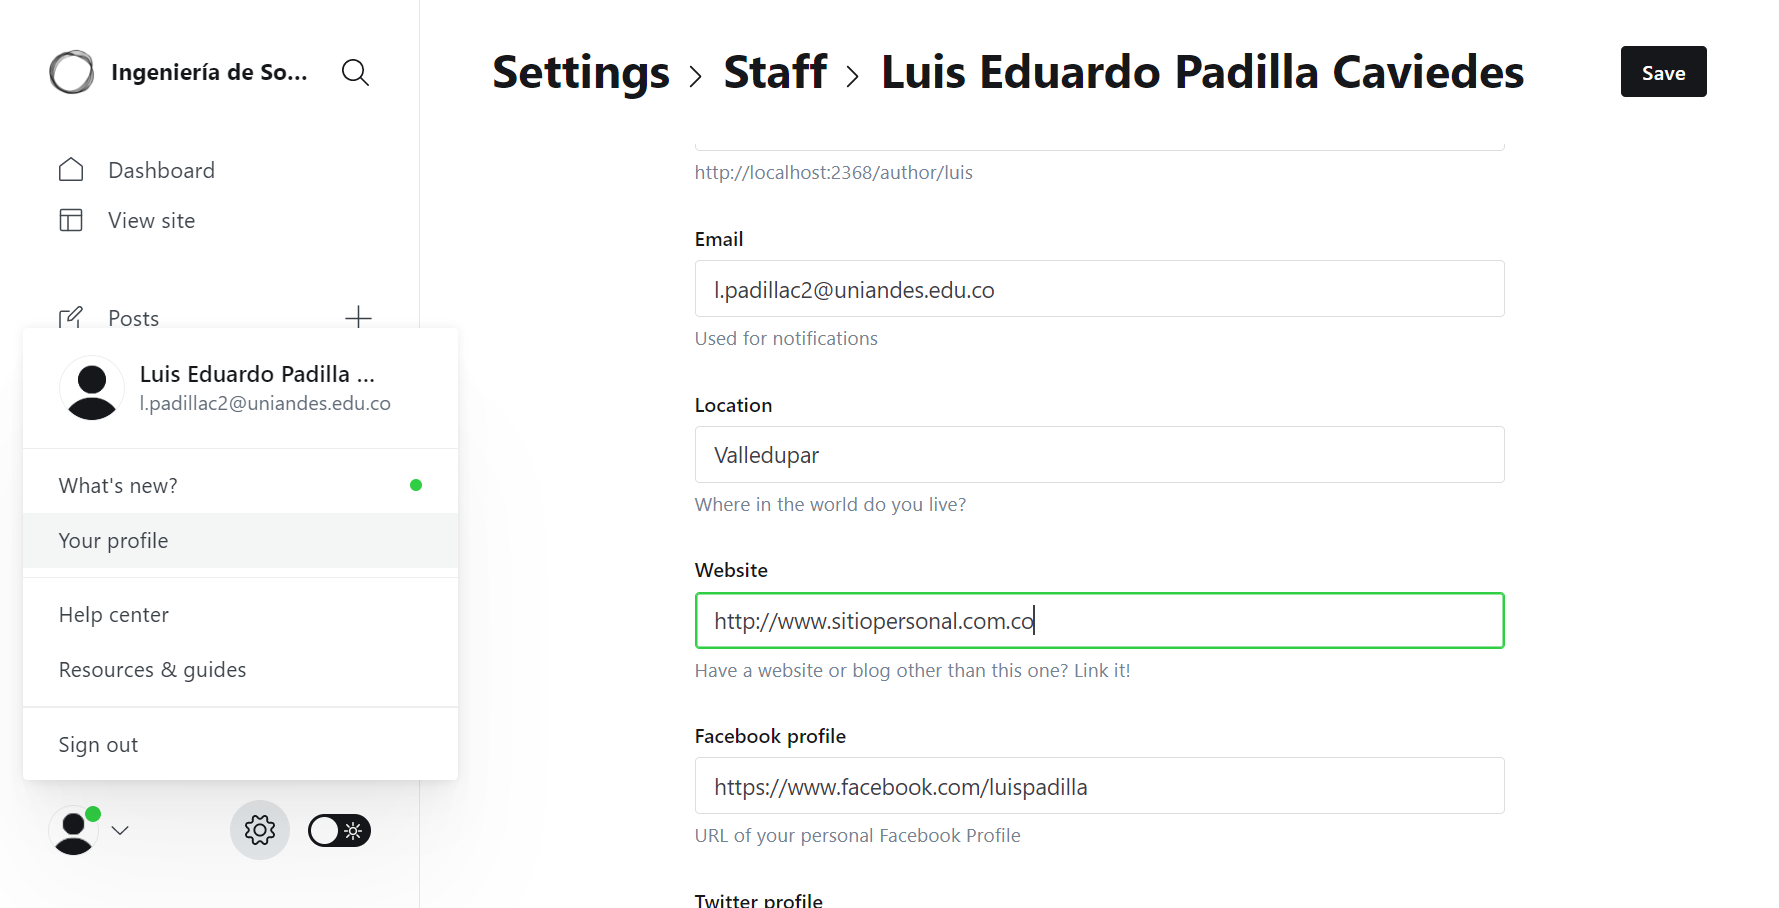 Ingeniería de So...
Dashboard
View site
Posts
Luis Eduardo Padilla ...
l.padillac2@uniandes.edu.co
What's new?
Your profile
Help center
Resources & guides
Sign out
Settings > Staff > Luis Eduardo Padilla Caviedes
Save
http://localhost:2368/author/luis
Email
l.padillac2@uniandes.edu.co
Used for notifications
Location
Valledupar
Where in the world do you live?
Website
http://www.sitiopersonal.com.co
Have a website or blog other than this one? Link it!
Facebook profile
https://www.facebook.com/luispadilla
URL of your personal Facebook Profile
Twitter profile